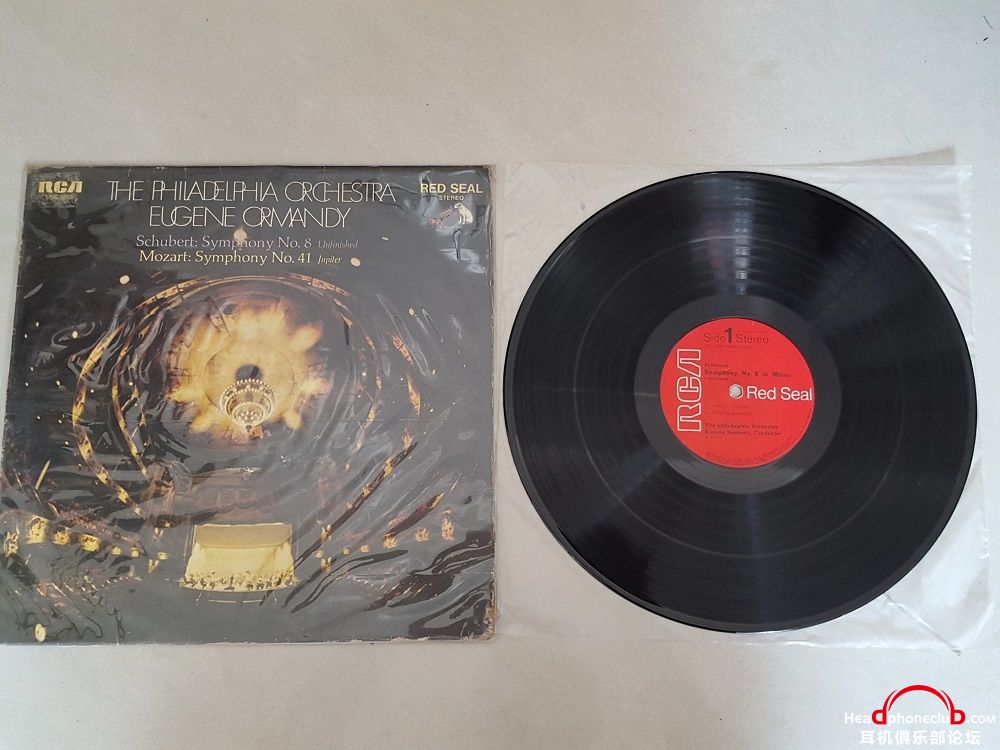 RCA
THE PHILADELPHIA ORCHESTRA
EUGENE ORMANDY
RED SEAL
STEREO
Schubert: Symphony No. 8 Unfinished
Mozart: Symphony No. 41 Jupiter
Side 1 Stereo
Schubert
Symphony No. 8 in Minor
RCA
Red Seal
The philadelphia Orchestra
Eugene Ormandy, Conductor
Headphoneclub.com
耳机俱乐部论坛